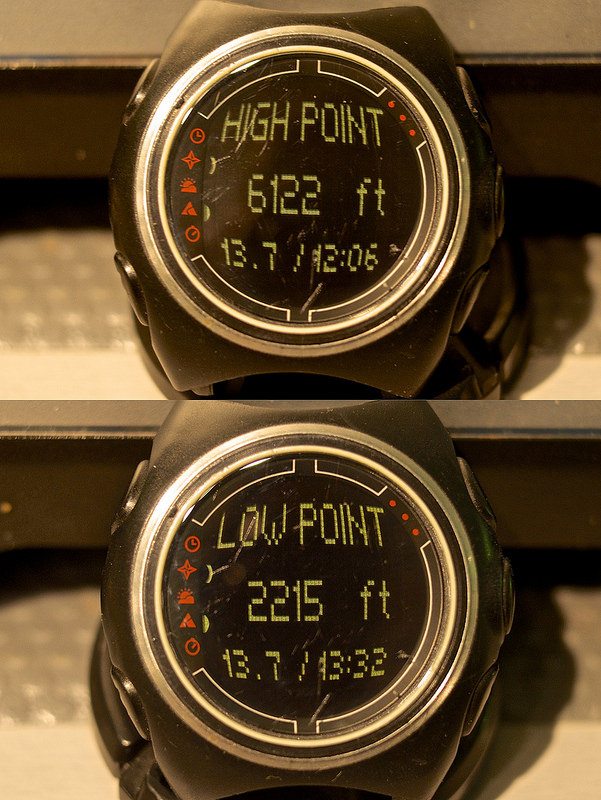 HIGH POINT
6122 ft
13.7 / 12:06
LOW POINT
2215 ft
13.7 / 13:32